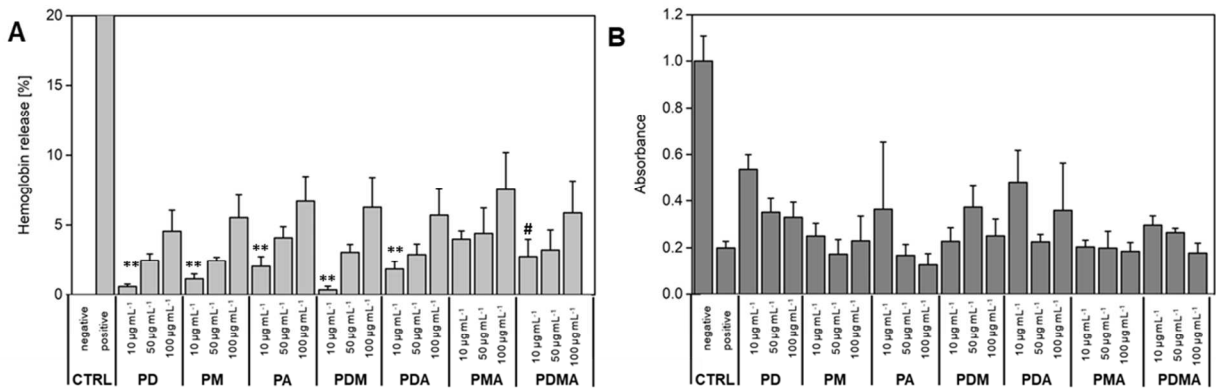 A
Hemoglobin release [%]
20
15
10
5
0
**
**
**
**
**
#
negative
positive
10 µg mL⁻¹
50 µg mL⁻¹
100 µg mL⁻¹
10 µg mL⁻¹
50 µg mL⁻¹
100 µg mL⁻¹
10 µg mL⁻¹
50 µg mL⁻¹
100 µg mL⁻¹
10 µg mL⁻¹
50 µg mL⁻¹
100 µg mL⁻¹
10 µg mL⁻¹
50 µg mL⁻¹
100 µg mL⁻¹
10 µg mL⁻¹
50 µg mL⁻¹
100 µg mL⁻¹
10 µg mL⁻¹
50 µg mL⁻¹
100 µg mL⁻¹
CTRL PD PM PA PDM PDA PMA PDMA
B
Absorbance
1.2
1.0
0.8
0.6
0.4
0.2
0.0
negative
positive
10 µg mL⁻¹
50 µg mL⁻¹
100 µg mL⁻¹
10 µg mL⁻¹
50 µg mL⁻¹
100 µg mL⁻¹
10 µg mL⁻¹
50 µg mL⁻¹
100 µg mL⁻¹
10 µg mL⁻¹
50 µg mL⁻¹
100 µg mL⁻¹
10 µg mL⁻¹
50 µg mL⁻¹
100 µg mL⁻¹
10 µg mL⁻¹
50 µg mL⁻¹
100 µg mL⁻¹
10 µg mL⁻¹
50 µg mL⁻¹
100 µg mL⁻¹
CTRL PD PM PA PDM PDA PMA PDMA